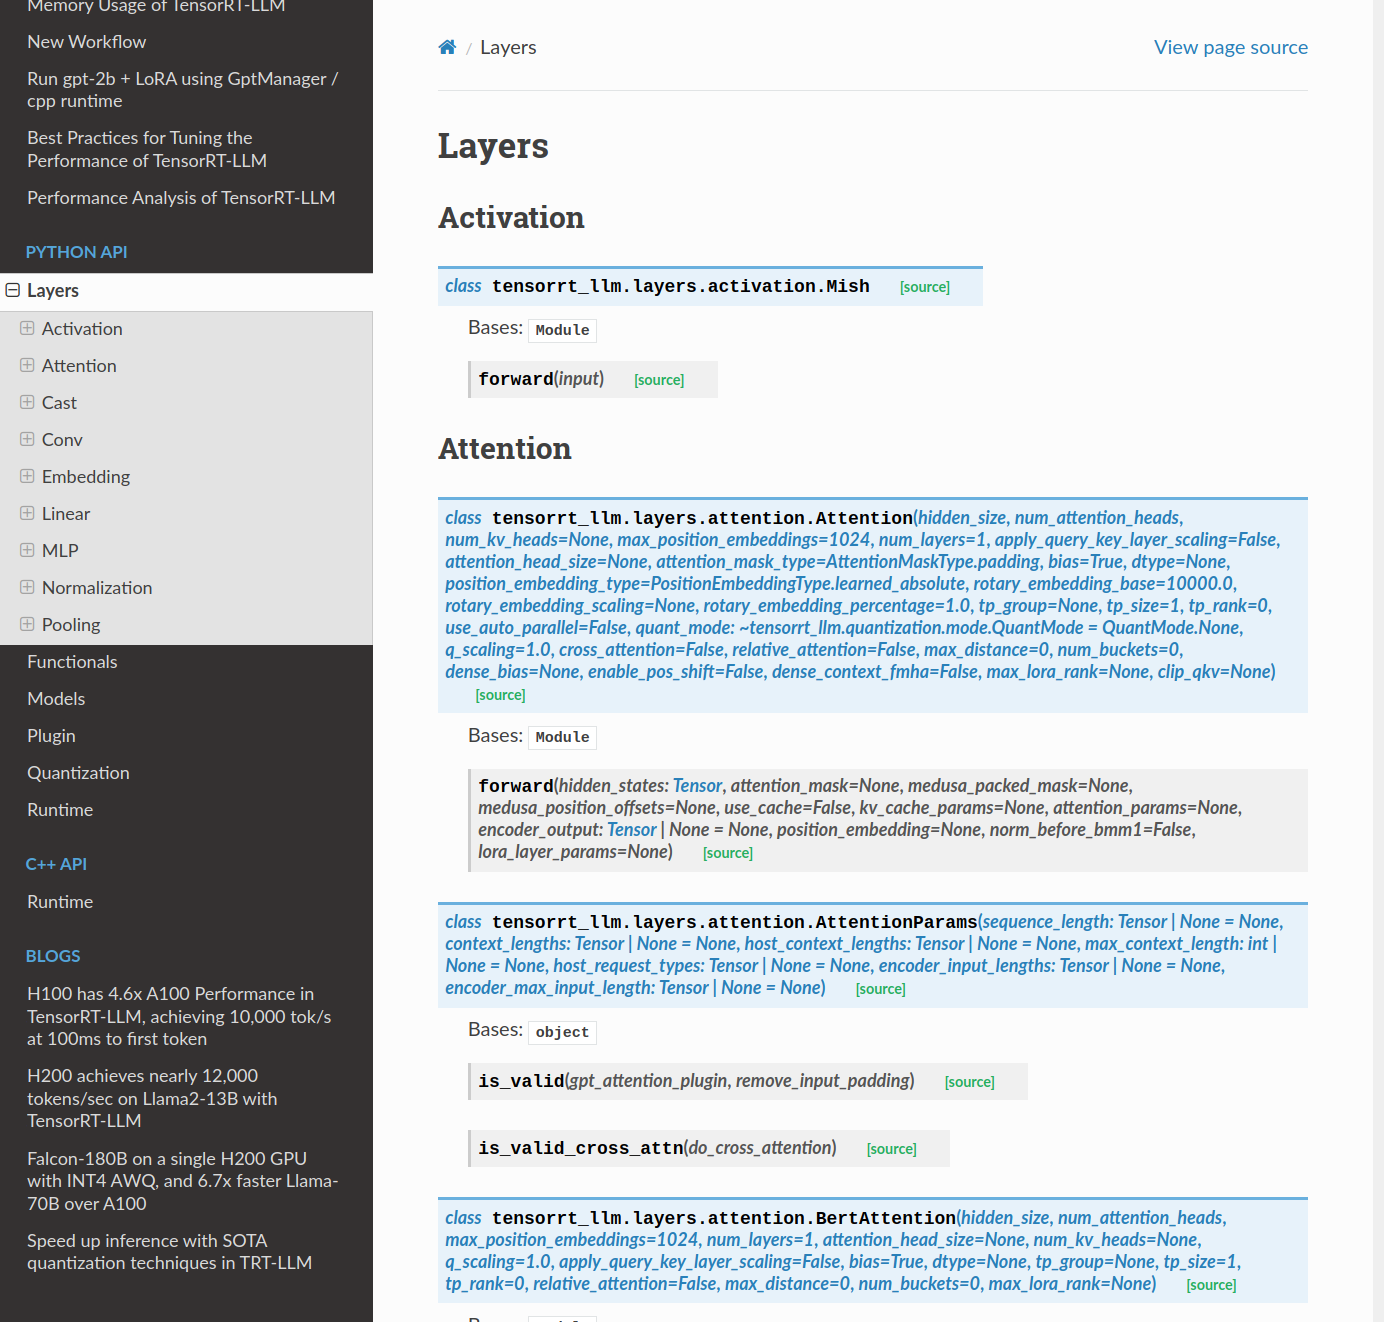 Memory Usage of TensorRT-LLM
New Workflow
Run gpt-2b + LoRA using GptManager /
cpp runtime
Best Practices for Tuning the
Performance of TensorRT-LLM
Performance Analysis of TensorRT-LLM
PYTHON API
Layers
Activation
Attention
Cast
Conv
Embedding
Linear
MLP
Normalization
Pooling
Functionals
Models
Plugin
Quantization
Runtime
C++ API
Runtime
BLOGS
H100 has 4.6x A100 Performance in
TensorRT-LLM, achieving 10,000 tok/s
at 100ms to first token
H200 achieves nearly 12,000
tokens/sec on Llama2-13B with
TensorRT-LLM
Falcon-180B on a single H200 GPU
with INT4 AWQ, and 6.7x faster Llama-
70B over A100
Speed up inference with SOTA
quantization techniques in TRT-LLM
/ Layers
View page source
Layers
Activation
class tensorrt_llm.layers.activation.Mish [source]
Bases: Module
forward(input) [source]
Attention
class tensorrt_llm.layers.attention.Attention(hidden_size, num_attention_heads,
num_kv_heads=None, max_position_embeddings=1024, num_layers=1, apply_query_key_layer_scaling=False,
attention_head_size=None, attention_mask_type=AttentionMaskType.padding, bias=True, dtype=None,
position_embedding_type=PositionEmbeddingType.learned_absolute, rotary_embedding_base=10000.0,
rotary_embedding_scaling=None, rotary_embedding_percentage=1.0, tp_group=None, tp_size=1, tp_rank=0,
use_auto_parallel=False, quant_mode: ~tensorrt_llm.quantization.mode.QuantMode = QuantMode.None,
q_scaling=1.0, cross_attention=False, relative_attention=False, max_distance=0, num_buckets=0,
dense_bias=None, enable_pos_shift=False, dense_context_fmha=False, max_lora_rank=None, clip_qkv=None)
[source]
Bases: Module
forward(hidden_states: Tensor, attention_mask=None, medusa_packed_mask=None,
medusa_position_offsets=None, use_cache=False, kv_cache_params=None, attention_params=None,
encoder_output: Tensor | None = None, position_embedding=None, norm_before_bmm1=False,
lora_layer_params=None) [source]
class tensorrt_llm.layers.attention.AttentionParams(sequence_length: Tensor | None = None,
context_lengths: Tensor | None = None, host_context_lengths: Tensor | None = None, max_context_length: int |
None = None, host_request_types: Tensor | None = None, encoder_input_lengths: Tensor | None = None,
encoder_max_input_length: Tensor | None = None) [source]
Bases: object
is_valid(gpt_attention_plugin, remove_input_padding) [source]
is_valid_cross_attn(do_cross_attention) [source]
class tensorrt_llm.layers.attention.BertAttention(hidden_size, num_attention_heads,
max_position_embeddings=1024, num_layers=1, attention_head_size=None, num_kv_heads=None,
q_scaling=1.0, apply_query_key_layer_scaling=False, bias=True, dtype=None, tp_group=None, tp_size=1,
tp_rank=0, relative_attention=False, max_distance=0, num_buckets=0, max_lora_rank=None) [source]